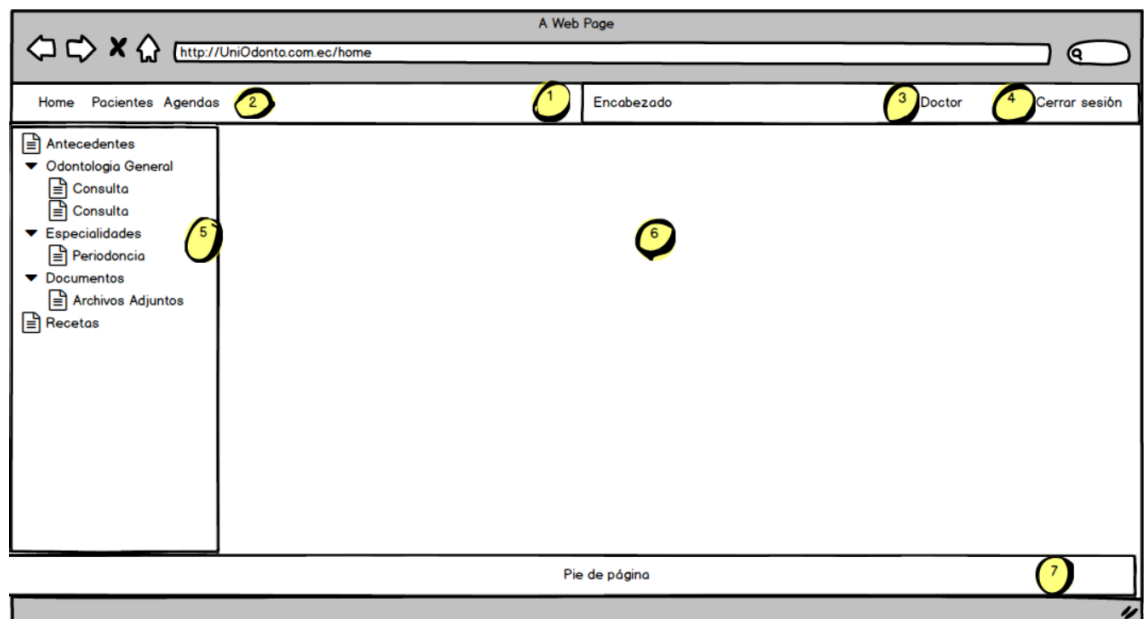 A Web Page
http://UniOdonto.com.ec/home
Home Pacientes Agendas 2 1 Encabezado 3 Doctor 4 Cerrar sesión
Antecedentes
Odontologia General
Consulta
Consulta
Especialidades 5
6
Periodoncia
Documentos
Archivos Adjuntos
Recetas
Pie de página 7